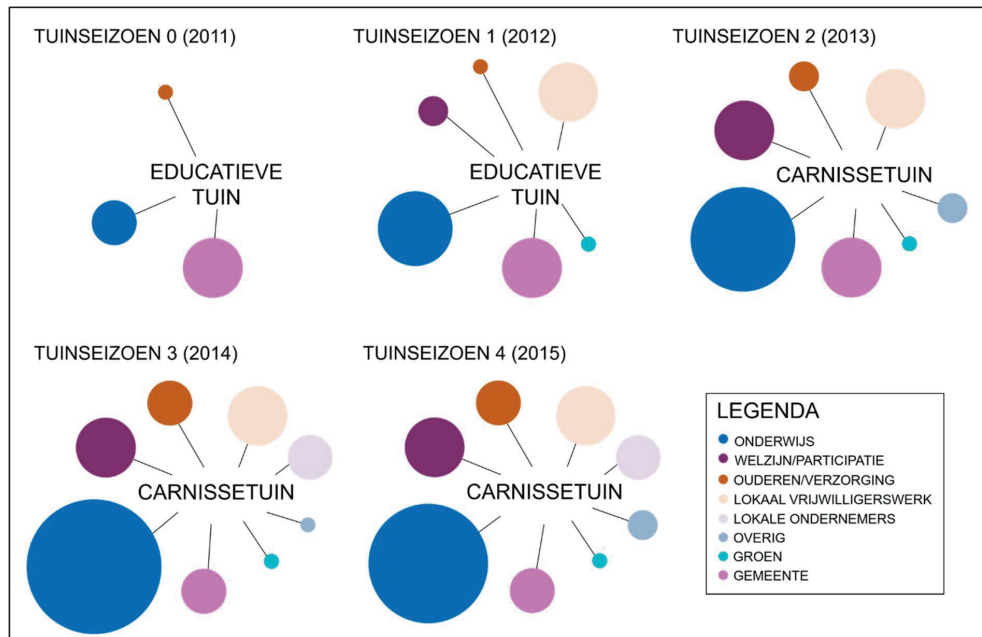 TUINSEIZOEN 0 (2011)
EDUCATIEVE
TUIN
TUINSEIZOEN 1 (2012)
EDUCATIEVE
TUIN
TUINSEIZOEN 2 (2013)
CARNISSETUIN
TUINSEIZOEN 3 (2014)
CARNISSETUIN
TUINSEIZOEN 4 (2015)
CARNISSETUIN
LEGENDA
ONDERWIJS
WELZIJN/PARTICIPATIE
OUDEREN/VERZORGING
LOKAAL VRIJWILLIGERSWERK
LOKALE ONDERNEMERS
OVERIG
GROEN
GEMEENTE